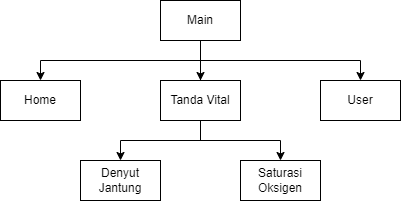 Main
Home
Tanda Vital
User
Denyut
Jantung
Saturasi
Oksigen